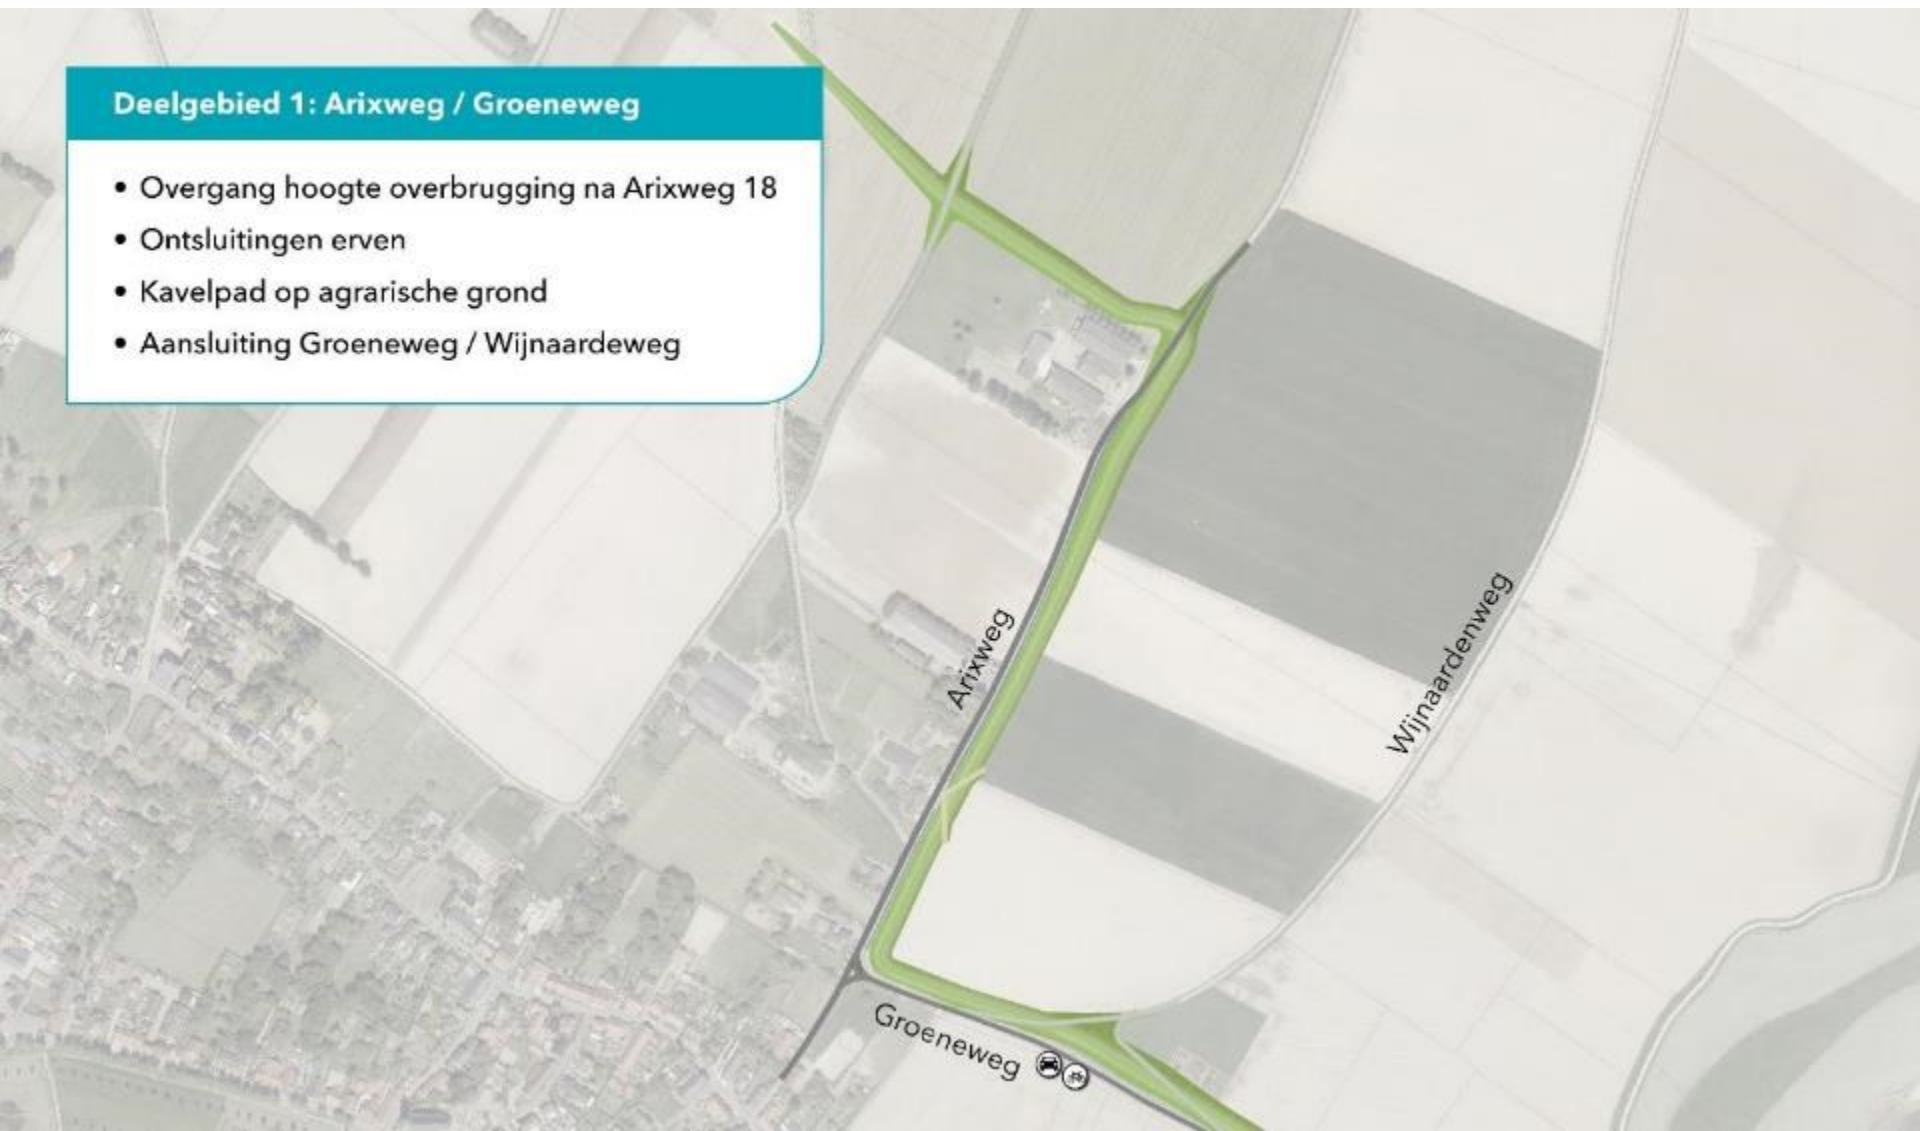 Deelgebied 1: Arixweg / Groeneweg
• Overgang hoogte overbrugging na Arixweg 18
• Ontsluitingen erven
• Kavelpad op agrarische grond
• Aansluiting Groeneweg / Wijnaardeweg
Arixweg
Wijnaardenweg
Groeneweg